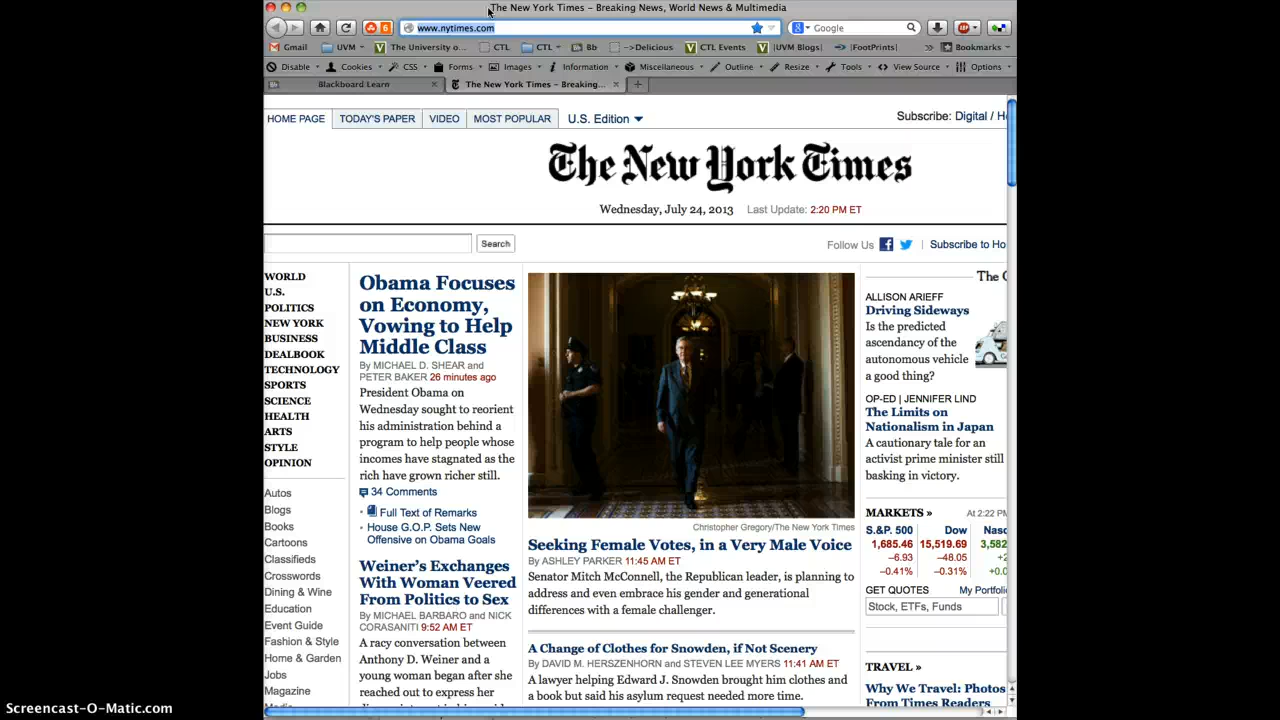 The New York Times – Breaking News, World News & Multimedia
6 www.nytimes.com Google
Gmail UVM The University o... CTL CTL Bb –>Delicious CTL Events |UVM Blogs| |FootPrints| Bookmarks
Disable Cookies CSS Forms Images Information Miscellaneous Outline Resize Tools View Source Options
Blackboard Learn The New York Times – Breaking...
HOME PAGE TODAY'S PAPER VIDEO MOST POPULAR U.S. Edition Subscribe: Digital / H
The New York Times
Wednesday, July 24, 2013 Last Update: 2:20 PM ET
Search
Follow Us Subscribe to Ho
WORLD
U.S.
POLITICS
NEW YORK
BUSINESS
DEALBOOK
TECHNOLOGY
SPORTS
SCIENCE
HEALTH
ARTS
STYLE
OPINION
Autos
Blogs
Books
Cartoons
Classifieds
Crosswords
Dining & Wine
Education
Event Guide
Fashion & Style
Home & Garden
Jobs
Magazine
Obama Focuses
on Economy,
Vowing to Help
Middle Class
By MICHAEL D. SHEAR and
PETER BAKER 26 minutes ago
President Obama on
Wednesday sought to reorient
his administration behind a
program to help people whose
incomes have stagnated as the
rich have grown richer still.
34 Comments
Full Text of Remarks
House G.O.P. Sets New
Offensive on Obama Goals
Weiner's Exchanges
With Woman Veered
From Politics to Sex
By MICHAEL BARBARO and NICK
CORASANITI 9:52 AM ET
A racy conversation between
Anthony D. Weiner and a
young woman began after she
reached out to express her
Christopher Gregory/The New York Times
Seeking Female Votes, in a Very Male Voice
By ASHLEY PARKER 11:45 AM ET
Senator Mitch McConnell, the Republican leader, is planning to
address and even embrace his gender and generational
differences with a female challenger.
A Change of Clothes for Snowden, if Not Scenery
By DAVID M. HERSZENHORN and STEVEN LEE MYERS 11:41 AM ET
A lawyer helping Edward J. Snowden brought him clothes and
a book but said his asylum request needed more time.
The
ALLISON ARIEFF
Driving Sideways
Is the predicted
ascendancy of the
autonomous vehicle
a good thing?
OP-ED | JENNIFER LIND
The Limits on
Nationalism in Japan
A cautionary tale for an
activist prime minister still
basking in victory.
MARKETS » At 2:22 P
S.&P. 500 Dow Nasd
1,685.46 15,519.69 3,582
–6.93 –48.05 +2
–0.41% –0.31% +0.0
GET QUOTES My Portfoli
Stock, ETFs, Funds
TRAVEL »
Why We Travel: Photos
From Times Readers
Screencast-O-Matic.com